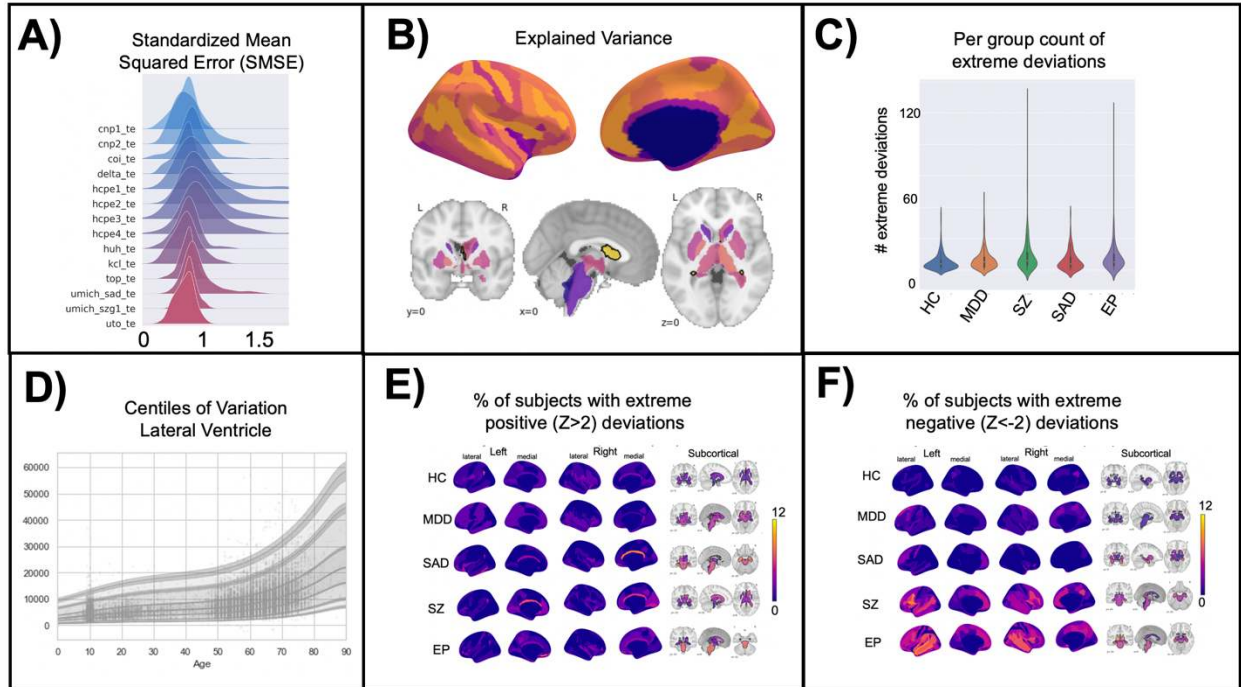 A)
Standardized Mean
Squared Error (SMSE)
cnp1_te
cnp2_te
coi_te
delta_te
hcpe1_te
hcpe2_te
hcpe3_te
hcpe4_te
huh_te
kcl_te
top_te
umich_sad_te
umich_szg1_te
uto_te
0 1 1.5
B)
Explained Variance
L R
L R
y=0 x=0 z=0
C)
Per group count of
extreme deviations
# extreme deviations
120
60
0
HC MDD SZ SAD EP
D)
Centiles of Variation
Lateral Ventricle
60000
50000
40000
30000
20000
10000
0
0 10 20 30 40 50 60 70 80 90
Age
E)
% of subjects with extreme
positive (Z>2) deviations
Left Right Subcortical
lateral medial lateral medial
HC
MDD
SAD
SZ
EP
12
0
F)
% of subjects with extreme
negative (Z<-2) deviations
Left Right Subcortical
lateral medial lateral medial
HC
MDD
SAD
SZ
EP
12
0